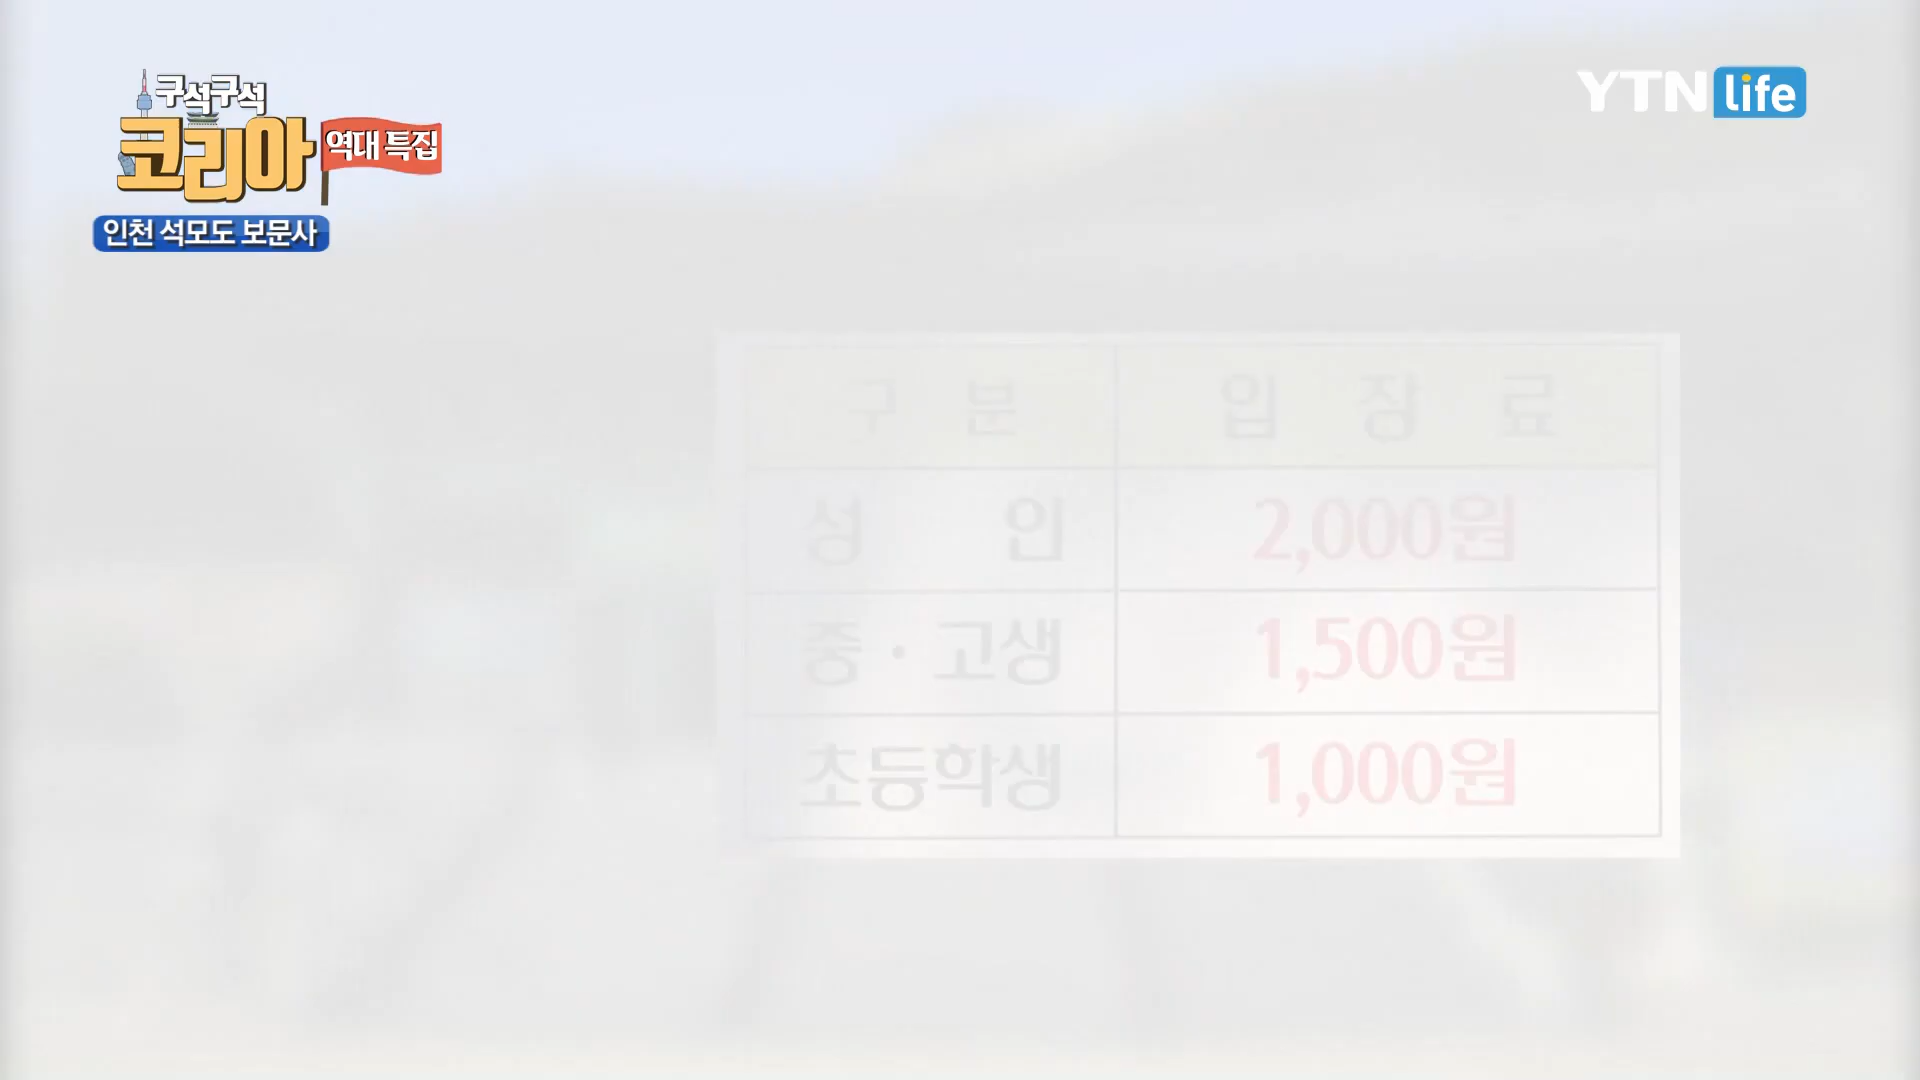 구석구석
코리아
역대 특집
인천 석모도 보문사
YTN life
구 분 입 장 료
성 인 2,000원
중·고생 1,500원
초등학생 1,000원